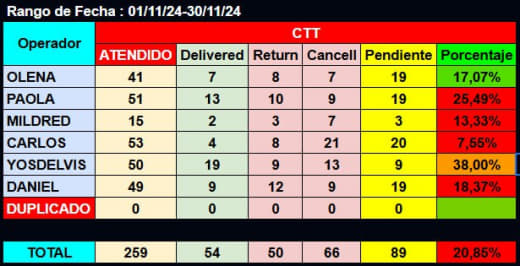 Rango de Fecha : 01/11/24-30/11/24
Operador CTT
ATENDIDO Delivered Return Cancell Pendiente Porcentaje
OLENA 41 7 8 7 19 17,07%
PAOLA 51 13 10 9 19 25,49%
MILDRED 15 2 3 7 3 13,33%
CARLOS 53 4 8 21 20 7,55%
YOSDELVIS 50 19 9 13 9 38,00%
DANIEL 49 9 12 9 19 18,37%
DUPLICADO 0 0 0 0 0
TOTAL 259 54 50 66 89 20,85%